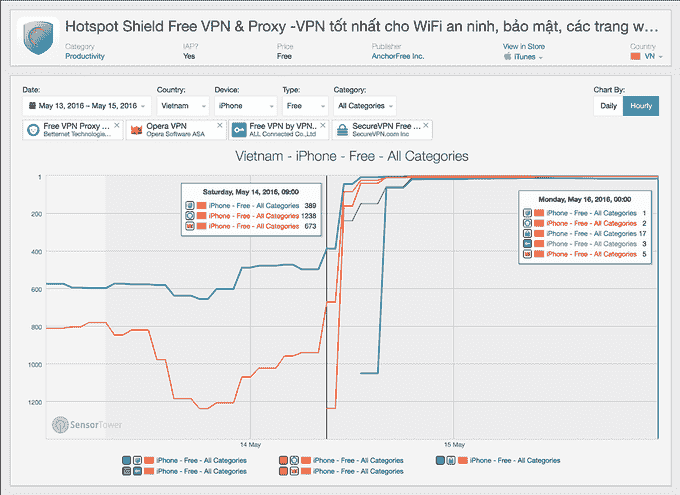 Hotspot Shield Free VPN & Proxy -VPN tốt nhất cho WiFi an ninh, bảo mật, các trang w…
Category IAP? Price Publisher View in Store Country
Productivity Yes Free AnchorFree Inc. iTunes VN
Date: Country: Device: Type: Category: Chart By:
May 13, 2016 – May 15, 2016 Vietnam iPhone Free All Categories Daily Hourly
Free VPN Proxy ... Opera VPN Free VPN by VPN.. SecureVPN Free ...
Betternet Technologie... Opera Software ASA ALL Connected Co.,Ltd SecureVPN.com Inc
Vietnam - iPhone - Free - All Categories
1
200
400
600
800
1000
1200
Saturday, May 14, 2016, 09:00
iPhone - Free - All Categories 389
iPhone - Free - All Categories 1238
iPhone - Free - All Categories 673
Monday, May 16, 2016, 00:00
iPhone - Free - All Categories 1
iPhone - Free - All Categories 2
iPhone - Free - All Categories 17
iPhone - Free - All Categories 3
iPhone - Free - All Categories 5
SensorTower
14 May 15 May
iPhone - Free - All Categories iPhone - Free - All Categories iPhone - Free - All Categories
iPhone - Free - All Categories iPhone - Free - All Categories